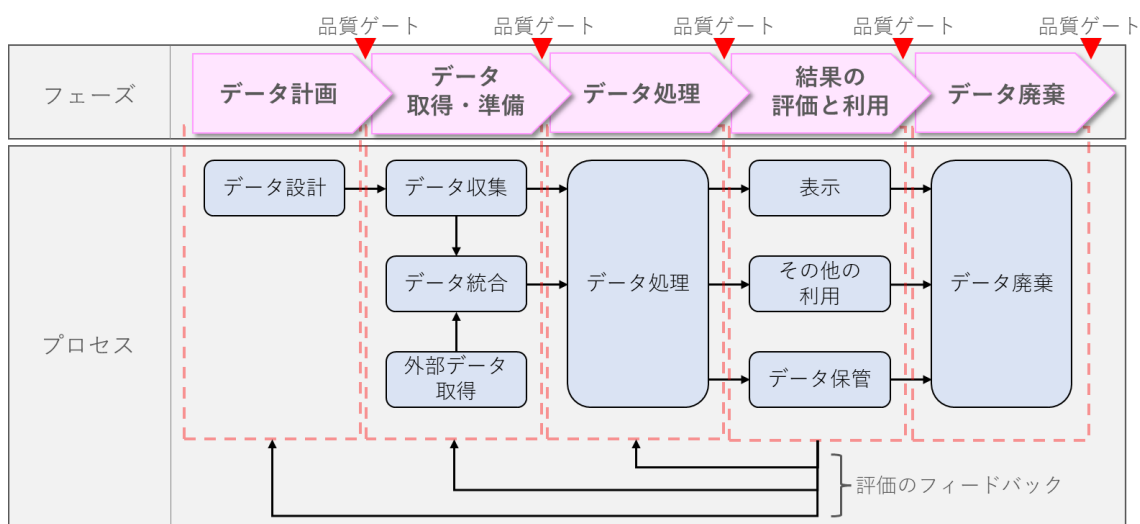 品質ゲート
品質ゲート
品質ゲート
品質ゲート
品質ゲート
フェーズ
データ計画
データ
取得・準備
データ処理
結果の
評価と利用
データ廃棄
プロセス
データ設計
データ収集
データ統合
外部データ
取得
データ処理
表示
その他の
利用
データ保管
データ廃棄
評価のフィードバック